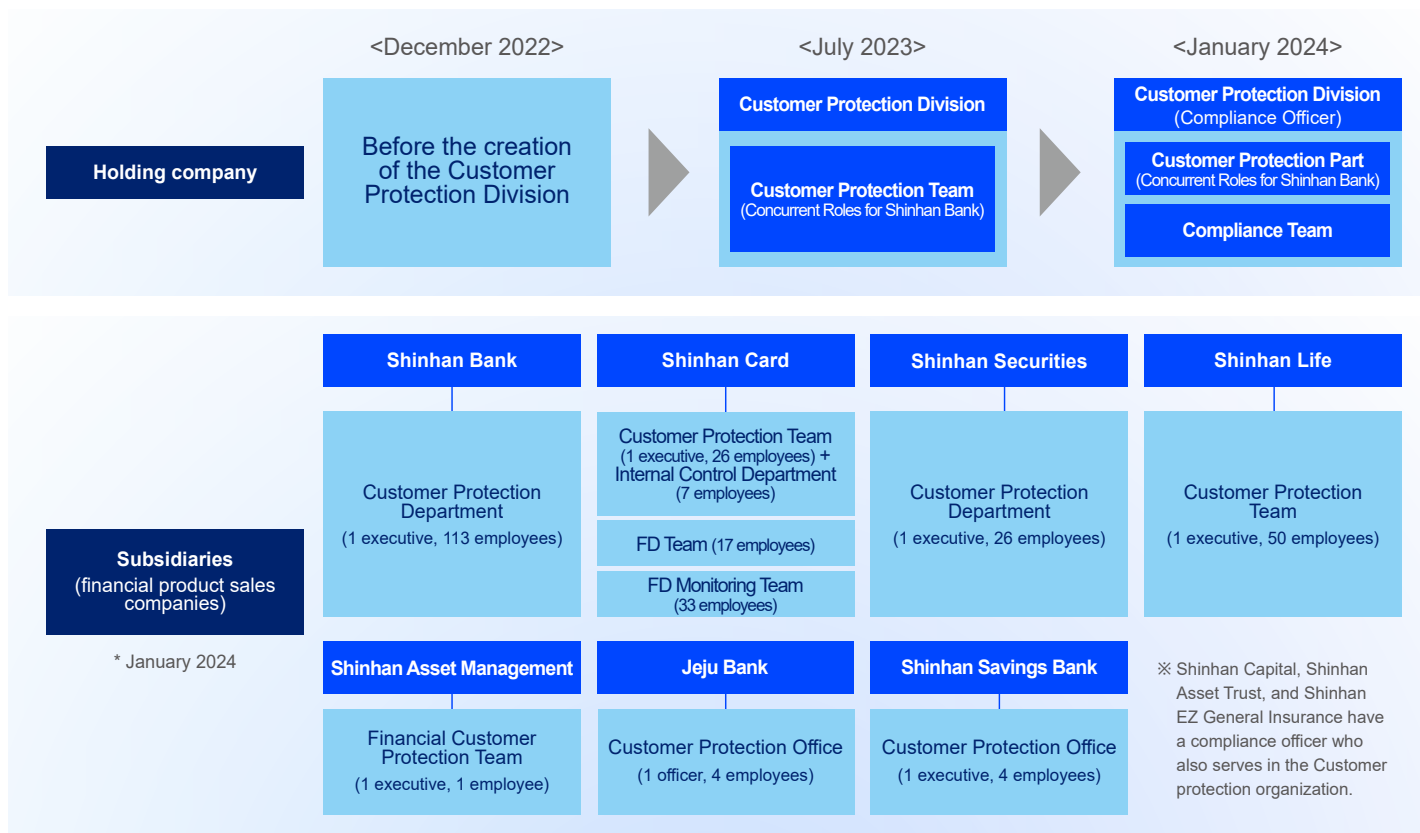 <December 2022>
<July 2023>
<January 2024>
Holding company
Before the creation
of the Customer
Protection Division
Customer Protection Division
Customer Protection Team
(Concurrent Roles for Shinhan Bank)
Customer Protection Division
(Compliance Officer)
Customer Protection Part
(Concurrent Roles for Shinhan Bank)
Compliance Team
Subsidiaries
(financial product sales
companies)
* January 2024
Shinhan Bank
Customer Protection
Department
(1 executive, 113 employees)
Shinhan Card
Customer Protection Team
(1 executive, 26 employees) +
Internal Control Department
(7 employees)
FD Team (17 employees)
FD Monitoring Team
(33 employees)
Shinhan Securities
Customer Protection
Department
(1 executive, 26 employees)
Shinhan Life
Customer Protection
Team
(1 executive, 50 employees)
Shinhan Asset Management
Financial Customer
Protection Team
(1 executive, 1 employee)
Jeju Bank
Customer Protection Office
(1 officer, 4 employees)
Shinhan Savings Bank
Customer Protection Office
(1 executive, 4 employees)
※ Shinhan Capital, Shinhan
Asset Trust, and Shinhan
EZ General Insurance have
a compliance officer who
also serves in the Customer
protection organization.